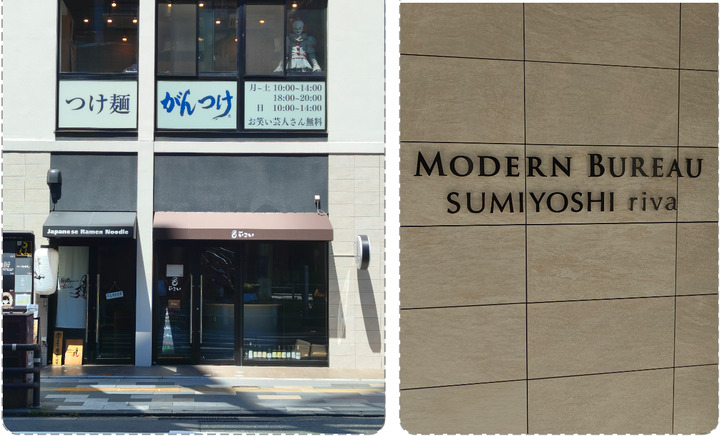 つけ麺
がんつけ
月~土 10:00~14:00
18:00~20:00
日 10:00~14:00
お笑い芸人さん無料
Japanese Ramen Noodle
MODERN BUREAU
SUMIYOSHI riva